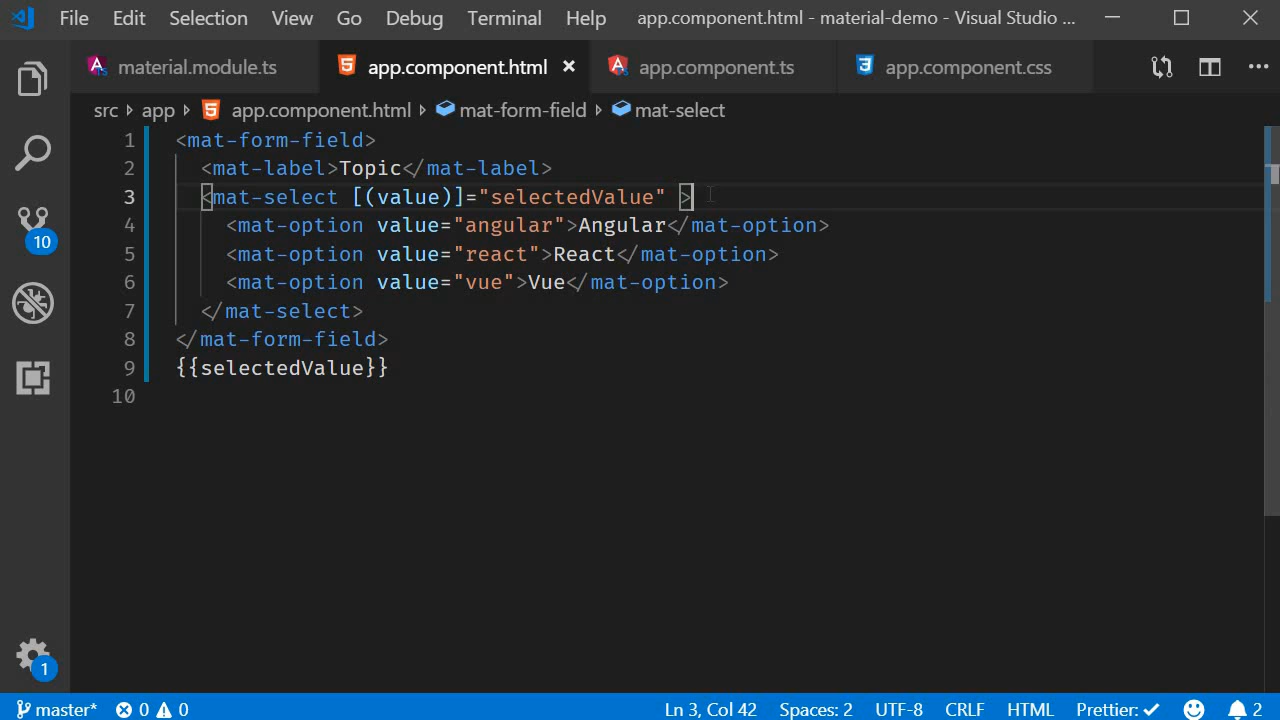 File Edit Selection View Go Debug Terminal Help app.component.html - material-demo - Visual Studio ...
material.module.ts app.component.html app.component.ts app.component.css
src › app › app.component.html › mat-form-field › mat-select
1 <mat-form-field>
2 <mat-label>Topic</mat-label>
3 <mat-select [(value)]="selectedValue" >
4 <mat-option value="angular">Angular</mat-option>
5 <mat-option value="react">React</mat-option>
6 <mat-option value="vue">Vue</mat-option>
7 </mat-select>
8 </mat-form-field>
9 {{selectedValue}}
10
10
1
master* 0 0 Ln 3, Col 42 Spaces: 2 UTF-8 CRLF HTML Prettier: ✓ 2